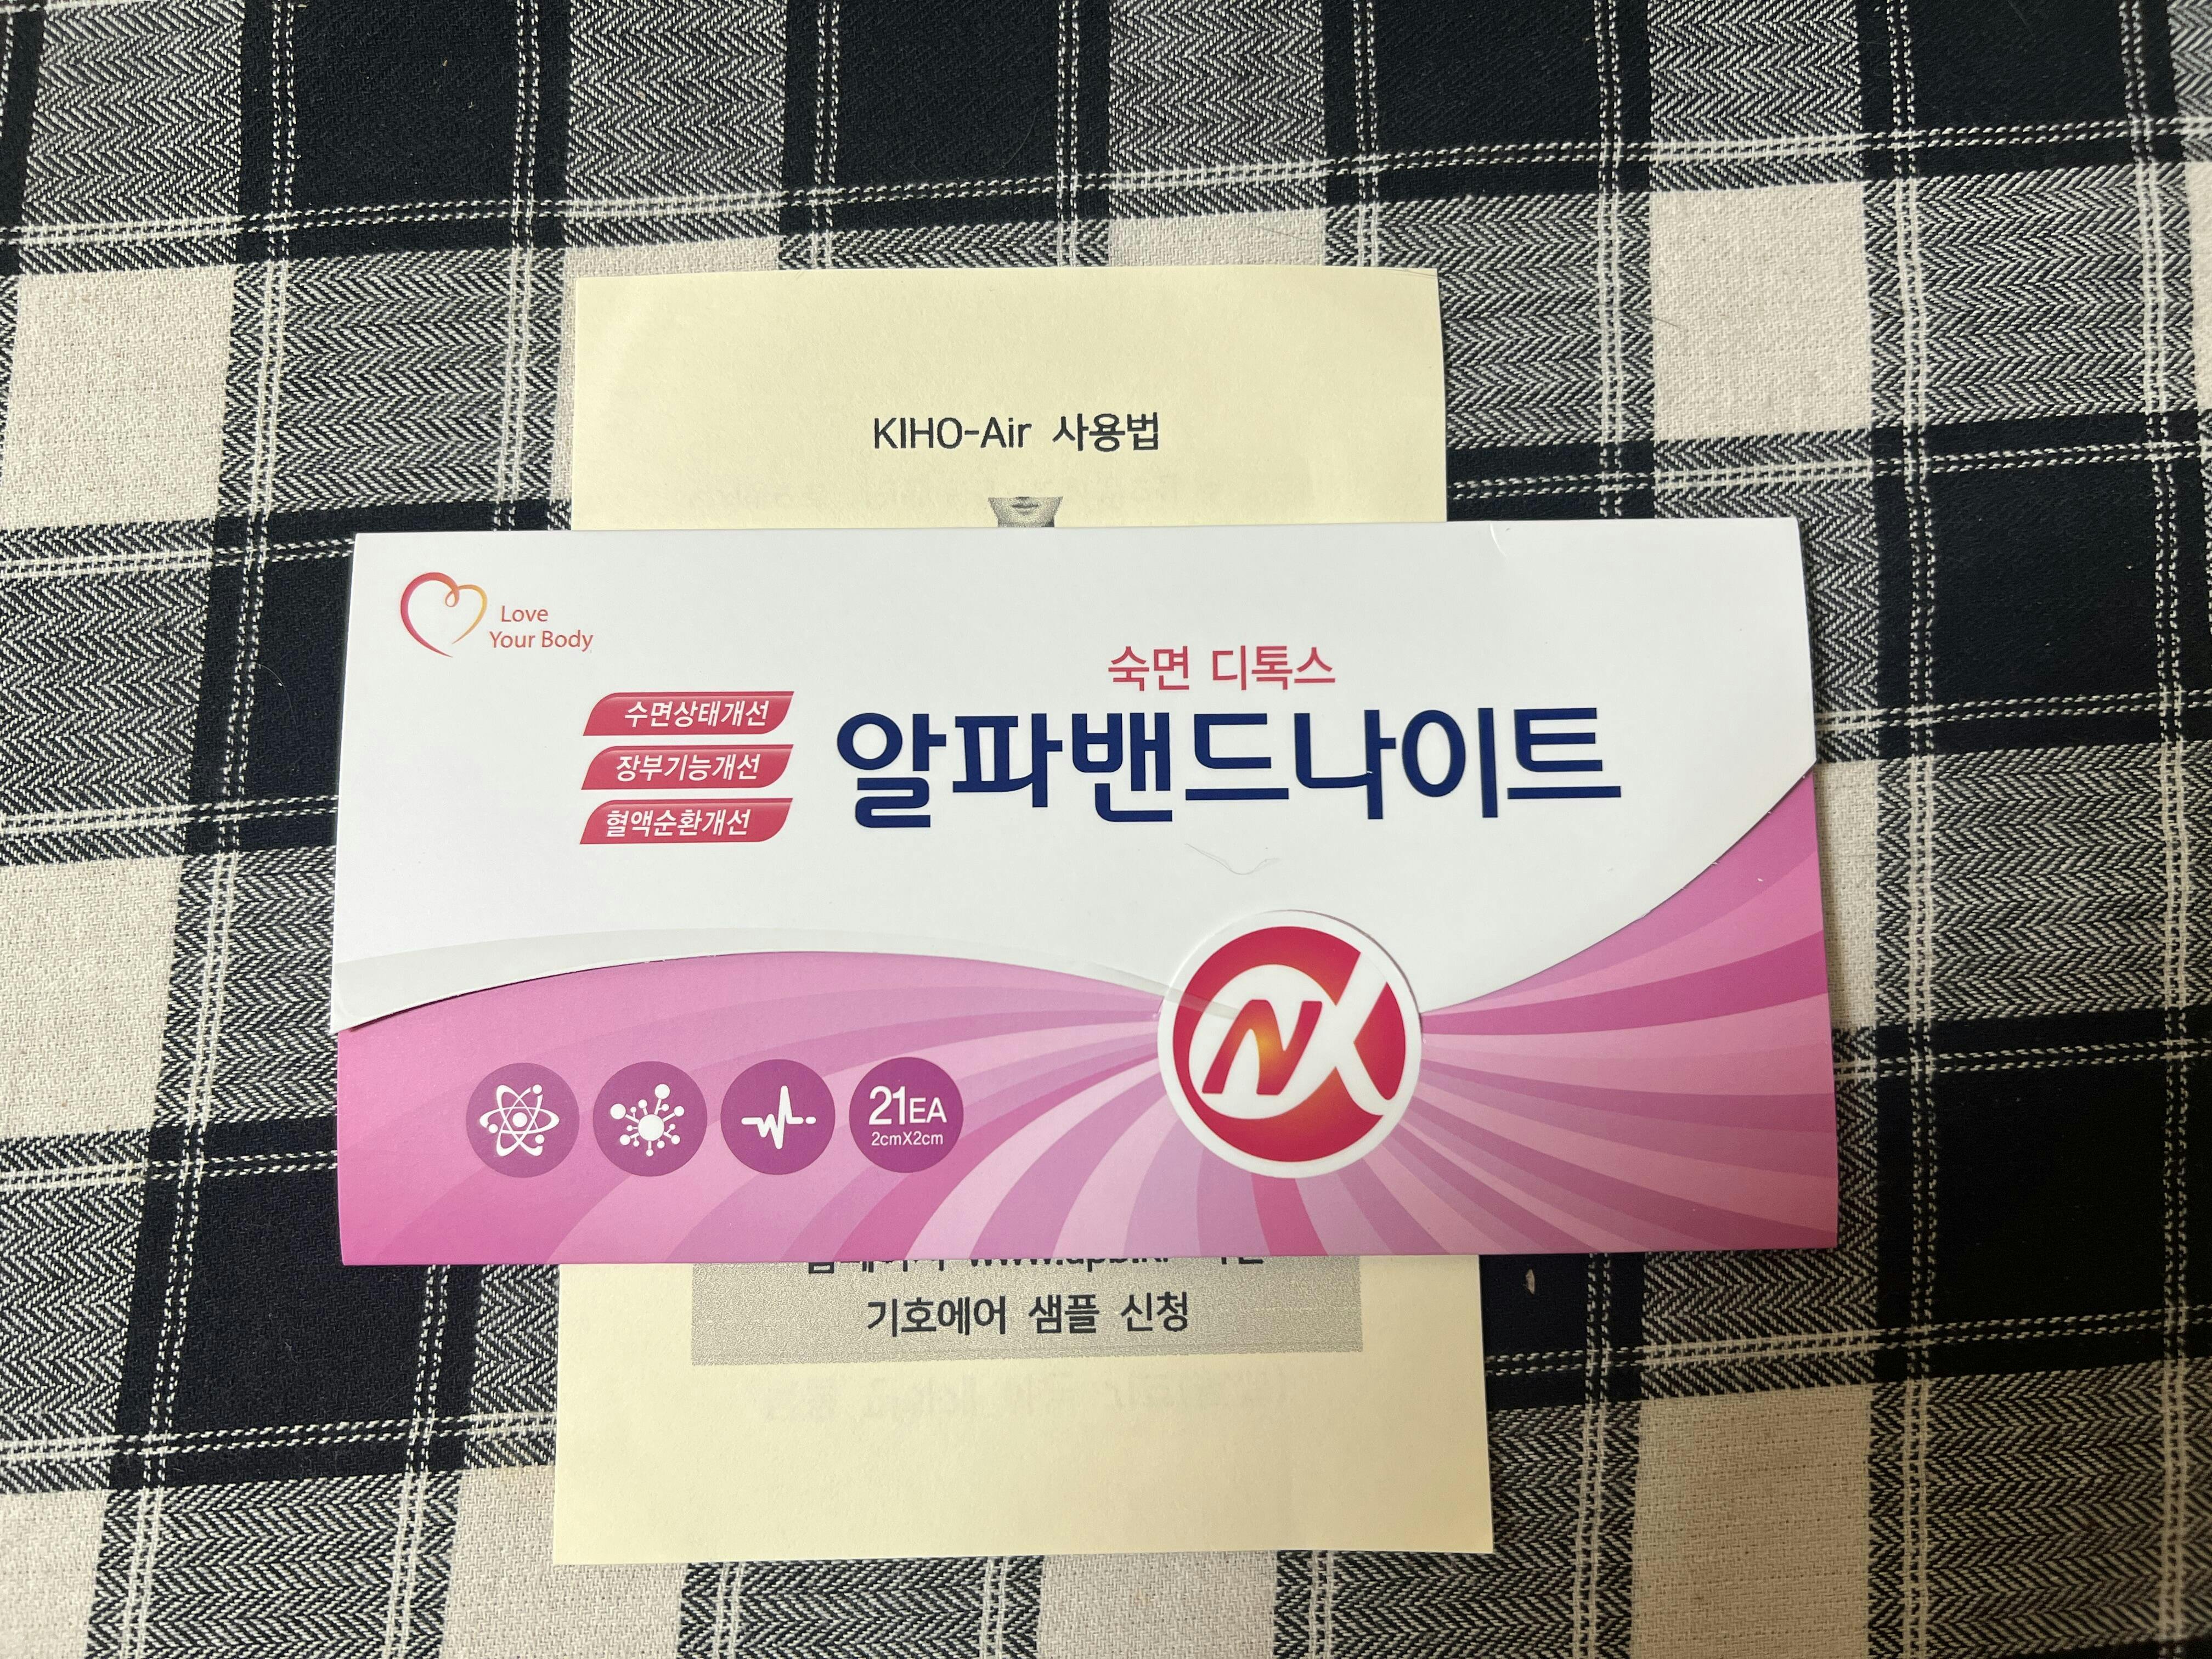 KIHO-Air 사용법
Love
Your Body
숙면 디톡스
수면상태개선
장부기능개선
혈액순환개선
알파밴드나이트
NX
21EA
2cmX2cm
기호에어 샘플 신청